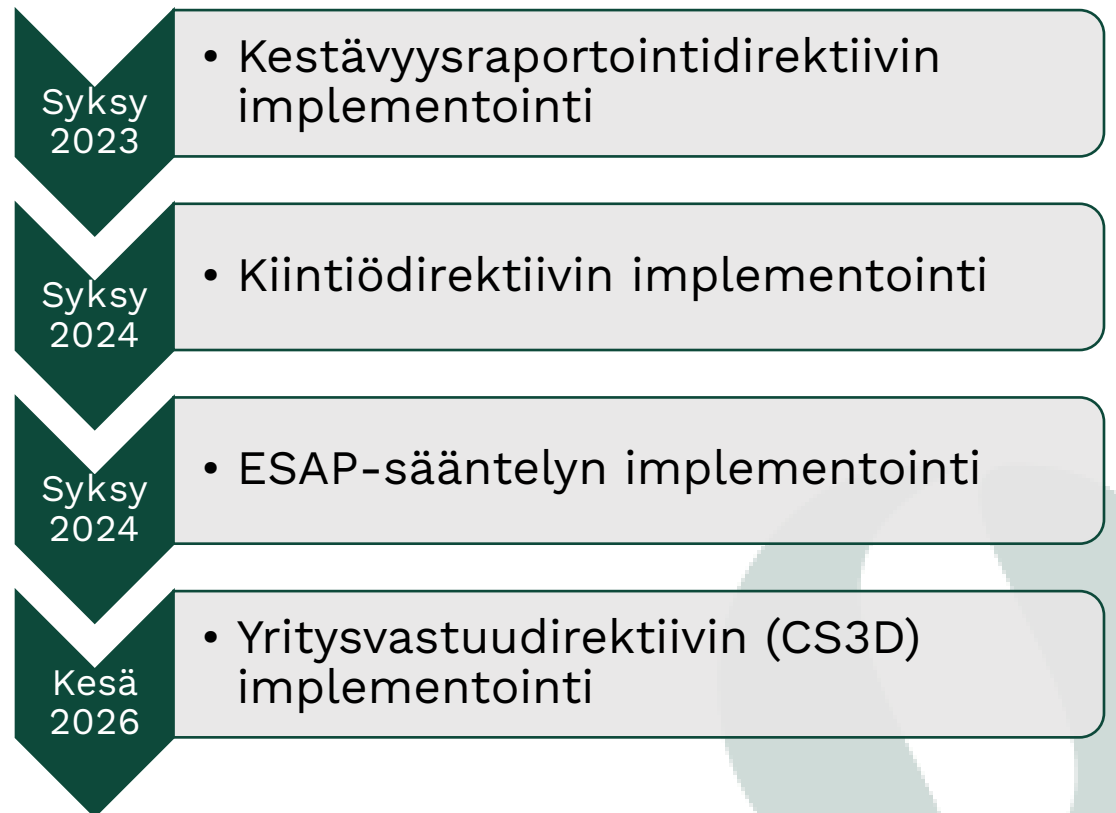 Syksy
2023
• Kestävyysraportointidirektiivin
implementointi
Syksy
2024
• Kiintiödirektiivin implementointi
Syksy
2024
• ESAP-sääntelyn implementointi
Kesä
2026
• Yritysvastuudirektiivin (CS3D)
implementointi